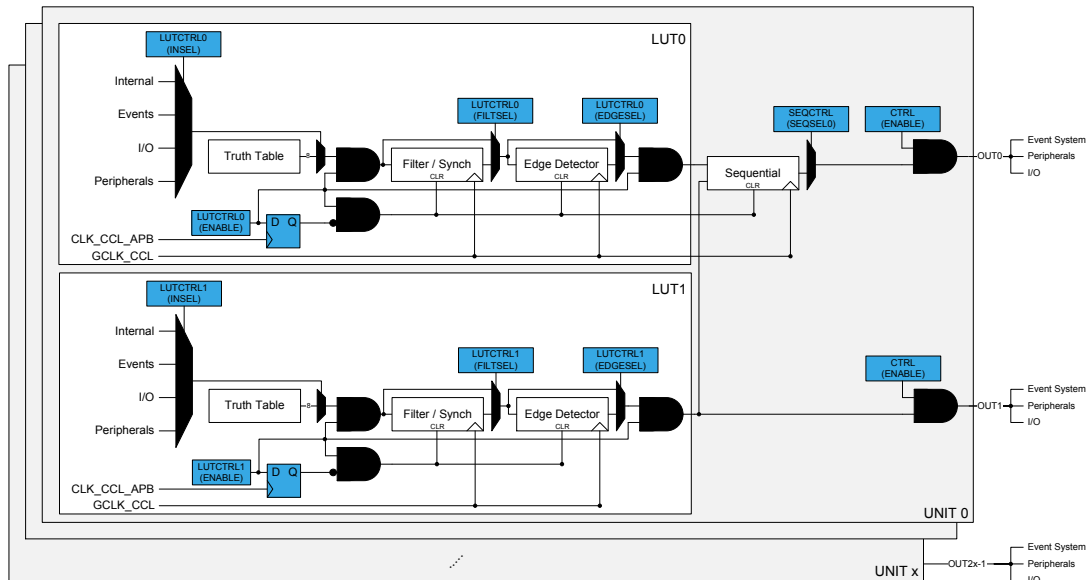 LUTCTRL0
(INSEL)
LUT0
Internal
Events
I/O
Peripherals
Truth Table
8
LUTCTRL0
(FILTSEL)
LUTCTRL0
(EDGESEL)
Filter / Synch
CLR
Edge Detector
CLR
SEQCTRL
(SEQSEL0)
Sequential
CLR
CTRL
(ENABLE)
OUT0
Event System
Peripherals
I/O
LUTCTRL0
(ENABLE)
D Q
CLK_CCL_APB
GCLK_CCL
LUTCTRL1
(INSEL)
LUT1
Internal
Events
I/O
Peripherals
Truth Table
8
LUTCTRL1
(FILTSEL)
LUTCTRL1
(EDGESEL)
Filter / Synch
CLR
Edge Detector
CLR
CTRL
(ENABLE)
OUT1
Event System
Peripherals
I/O
LUTCTRL1
(ENABLE)
D Q
CLK_CCL_APB
GCLK_CCL
UNIT 0
UNIT x
OUT2x-1
Event System
Peripherals
I/O